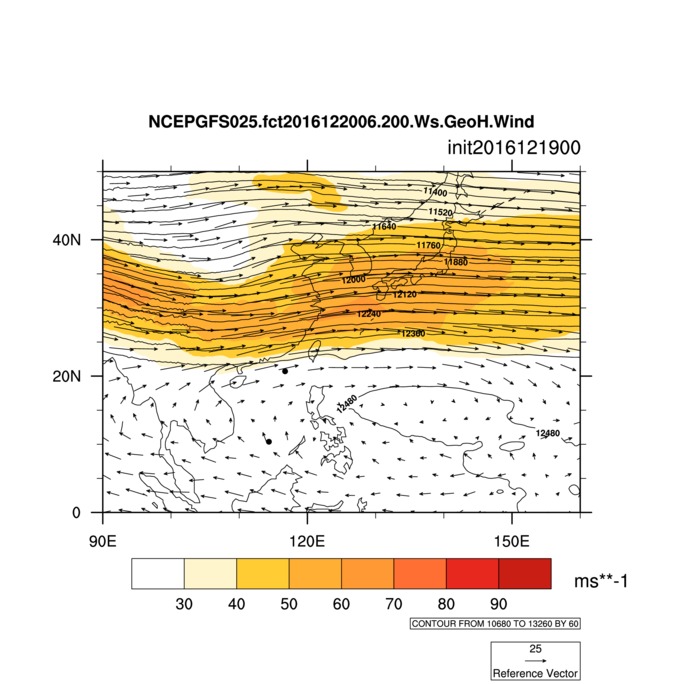 NCEPGFS025.fct2016122006.200.Ws.GeoH.Wind
init2016121900
11400
11520
40N
11640
11760
11880
12000
12120
12240
12360
20N
12480
12480
0
90E 120E 150E
ms**-1
30 40 50 60 70 80 90
CONTOUR FROM 10680 TO 13260 BY 60
25
Reference Vector